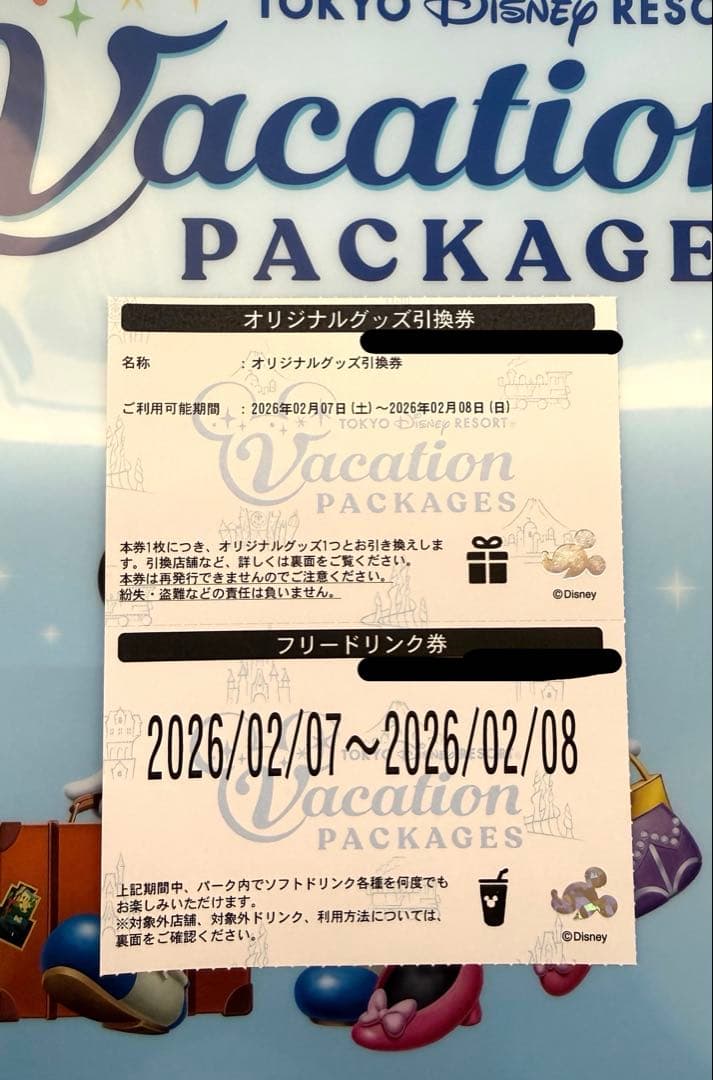 TOKYO DISNEY RESO
Vacation
PACKAGE
オリジナルグッズ引換券
名称 : オリジナルグッズ引換券
ご利用可能期間 : 2026年02月07日(土)～2026年02月08日(日)
TOKYO DISNEY RESORT
Vacation
PACKAGES
本券1枚につき、オリジナルグッズ1つとお引き換えしま
す。引換店舗など、詳しくは裏面をご覧ください。
本券は再発行できませんのでご注意ください。
紛失・盗難などの責任は負いません。
©Disney
フリードリンク券
2026/02/07～2026/02/08
TOKYO DISNEY RESORT
Vacation
PACKAGES
上記期間中、パーク内でソフトドリンク各種を何度でも
お楽しみいただけます。
※対象外店舗、対象外ドリンク、利用方法については、
裏面をご確認ください。
©Disney